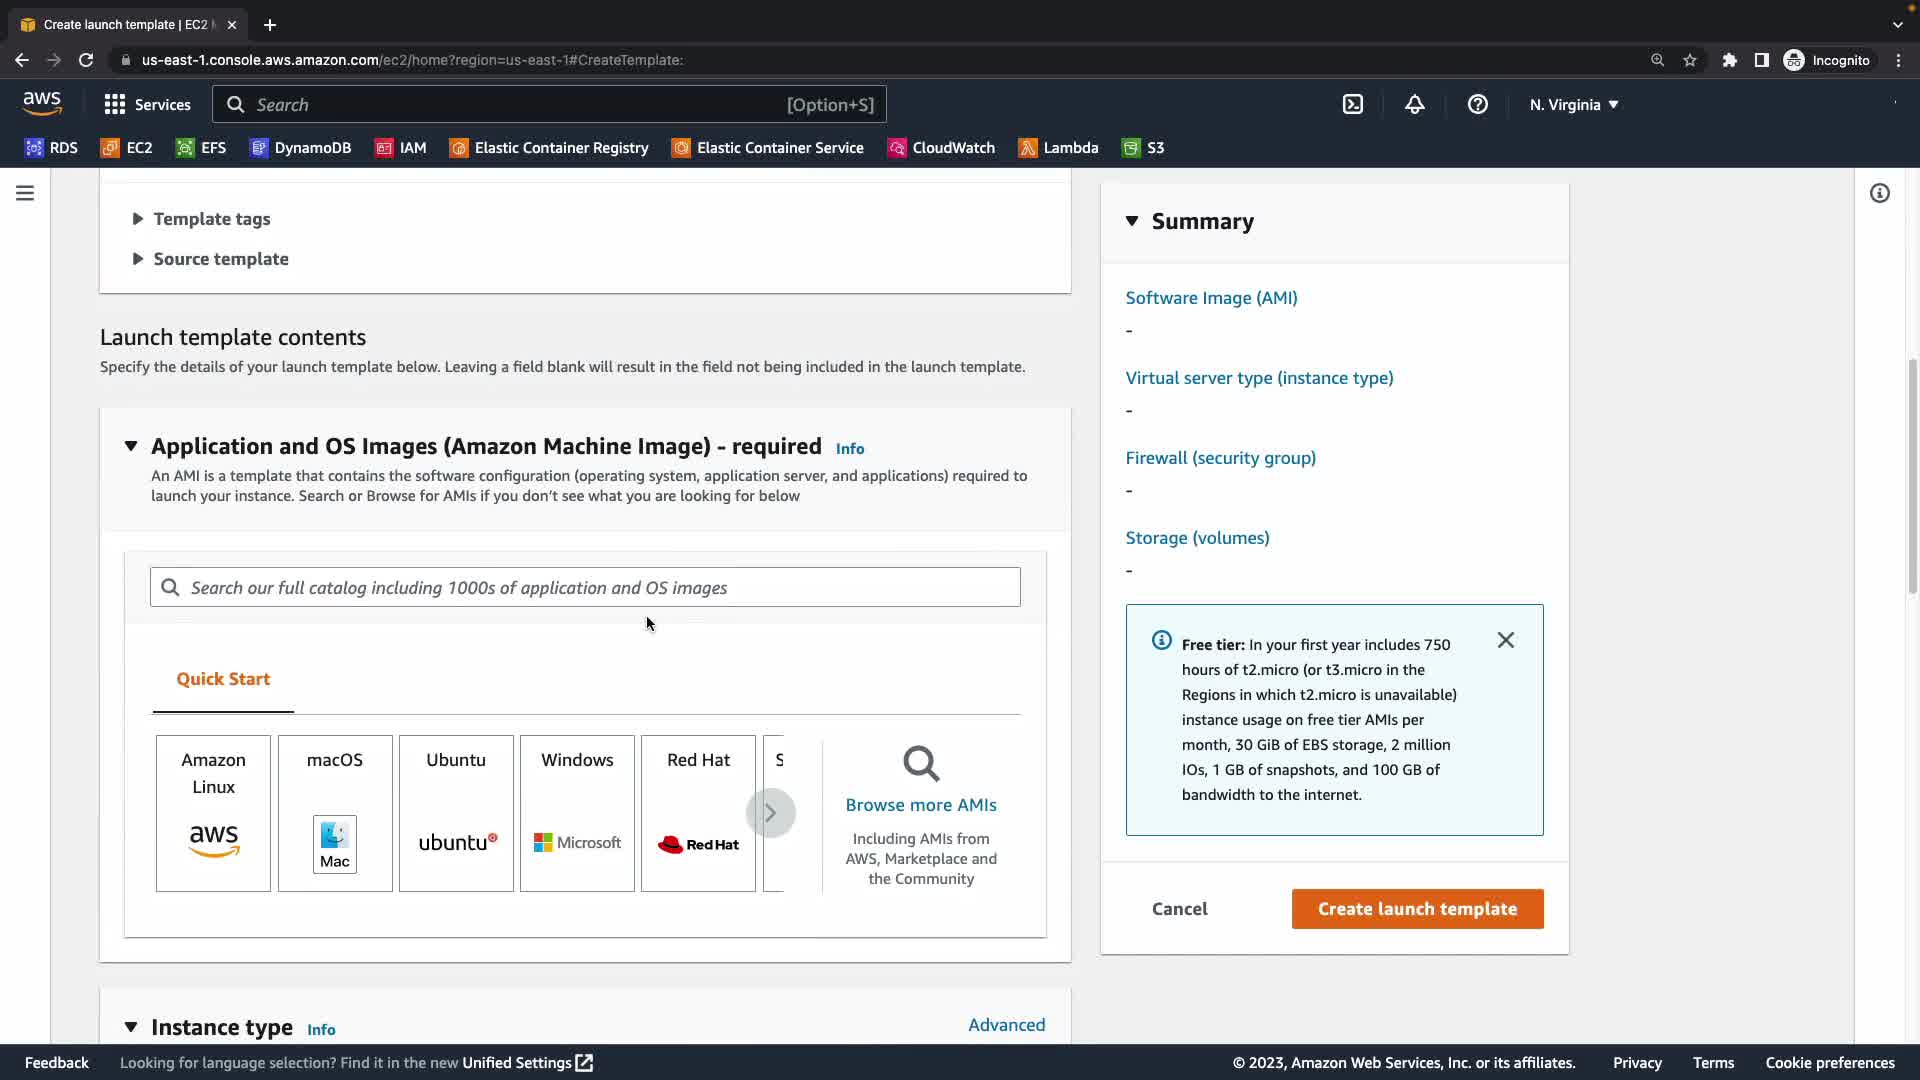 Create launch template | EC2
us-east-1.console.aws.amazon.com/ec2/home?region=us-east-1#CreateTemplate:
Incognito
aws
Services
Search
[Option+S]
N. Virginia
RDS
EC2
EFS
DynamoDB
IAM
Elastic Container Registry
Elastic Container Service
CloudWatch
Lambda
S3
Template tags
Source template
Launch template contents
Specify the details of your launch template below. Leaving a field blank will result in the field not being included in the launch template.
Application and OS Images (Amazon Machine Image) - required Info
An AMI is a template that contains the software configuration (operating system, application server, and applications) required to
launch your instance. Search or Browse for AMIs if you don't see what you are looking for below
Search our full catalog including 1000s of application and OS images
Quick Start
Amazon
Linux
aws
macOS
Mac
Ubuntu
ubuntu
Windows
Microsoft
Red Hat
Red Hat
S
Browse more AMIs
Including AMIs from
AWS, Marketplace and
the Community
Instance type Info
Advanced
Summary
Software Image (AMI)
-
Virtual server type (instance type)
-
Firewall (security group)
-
Storage (volumes)
-
Free tier: In your first year includes 750
hours of t2.micro (or t3.micro in the
Regions in which t2.micro is unavailable)
instance usage on free tier AMIs per
month, 30 GiB of EBS storage, 2 million
IOs, 1 GB of snapshots, and 100 GB of
bandwidth to the internet.
Cancel
Create launch template
Feedback
Looking for language selection? Find it in the new Unified Settings
© 2023, Amazon Web Services, Inc. or its affiliates.
Privacy
Terms
Cookie preferences